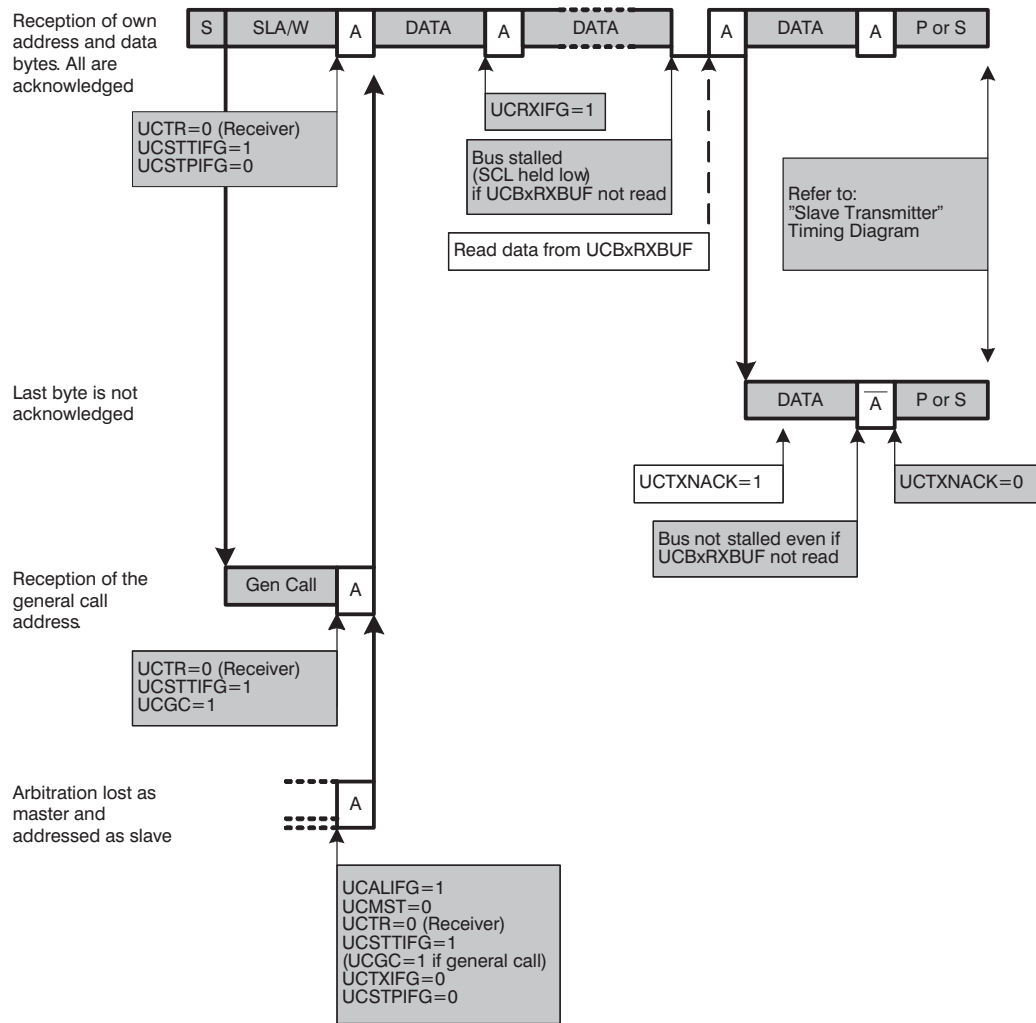 Reception of own
address and data
bytes. All are
acknowledged
S SLA/W A DATA A DATA A DATA A P or S
UCTR=0 (Receiver)
UCSTTIFG=1
UCSTPIFG=0
UCRXIFG=1
Bus stalled
(SCL held low)
if UCBxRXBUF not read
Read data from UCBxRXBUF
Refer to:
”Slave Transmitter”
Timing Diagram
Last byte is not
acknowledged
DATA A P or S
UCTXNACK=1
UCTXNACK=0
Bus not stalled even if
UCBxRXBUF not read
Reception of the
general call
address.
Gen Call A
UCTR=0 (Receiver)
UCSTTIFG=1
UCGC=1
Arbitration lost as
master and
addressed as slave
A
UCALIFG=1
UCMST=0
UCTR=0 (Receiver)
UCSTTIFG=1
(UCGC=1 if general call)
UCTXIFG=0
UCSTPIFG=0